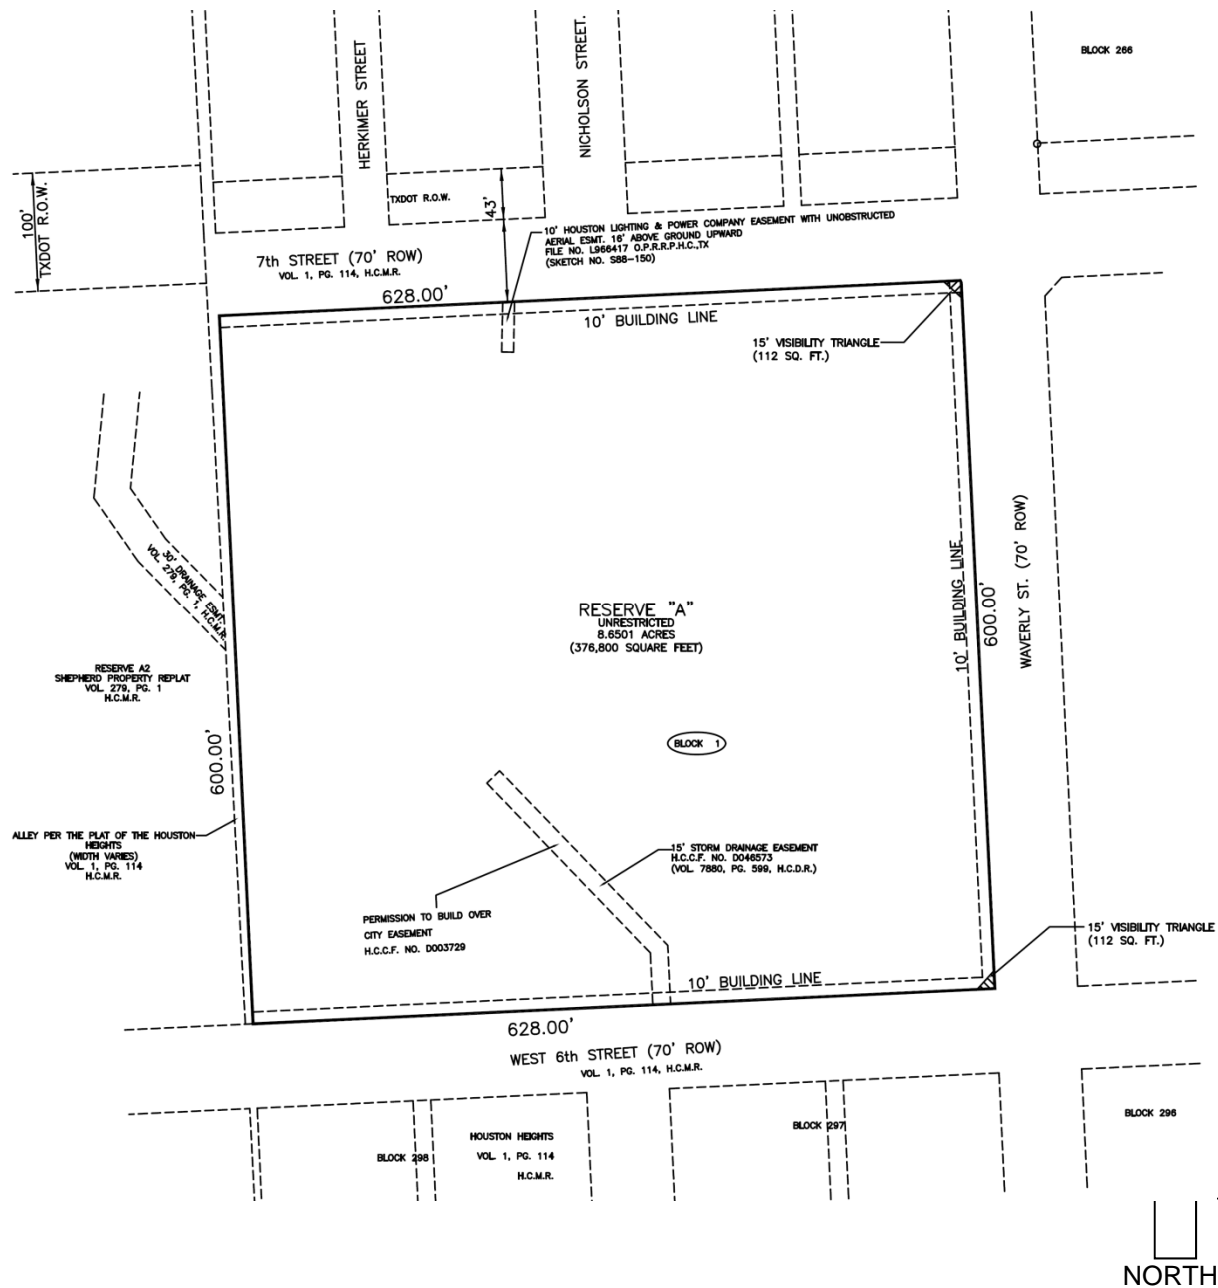 BLOCK 266
HERKIMER STREET
NICHOLSON STREET.
100'
TXDOT R.O.W.
TXDOT R.O.W.
43'
10' HOUSTON LIGHTING & POWER COMPANY EASEMENT WITH UNOBSTRUCTED
AERIAL ESMT. 16' ABOVE GROUND UPWARD
FILE NO. L966417 O.P.R.R.P.H.C.,TX
(SKETCH NO. S88-150)
7th STREET (70' ROW)
VOL. 1, PG. 114, H.C.M.R.
628.00'
10' BUILDING LINE
15' VISIBILITY TRIANGLE
(112 SQ. FT.)
30' DRAINAGE ESMT.
VOL. 279, PG. 1, H.C.M.R.
10' BUILDING LINE
600.00'
WAVERLY ST. (70' ROW)
RESERVE "A"
UNRESTRICTED
8.6501 ACRES
(376,800 SQUARE FEET)
RESERVE A2
SHEPHERD PROPERTY REPLAT
VOL. 279, PG. 1
H.C.M.R.
600.00'
BLOCK 1
ALLEY PER THE PLAT OF THE HOUSTON
HEIGHTS
(WIDTH VARIES)
VOL. 1, PG. 114
H.C.M.R.
15' STORM DRAINAGE EASEMENT
H.C.C.F. NO. D046573
(VOL. 7880, PG. 599, H.C.D.R.)
PERMISSION TO BUILD OVER
CITY EASEMENT
H.C.C.F. NO. D003729
15' VISIBILITY TRIANGLE
(112 SQ. FT.)
10' BUILDING LINE
628.00'
WEST 6th STREET (70' ROW)
VOL. 1, PG. 114, H.C.M.R.
BLOCK 296
BLOCK 297
HOUSTON HEIGHTS
VOL. 1, PG. 114
H.C.M.R.
BLOCK 298
NORTH